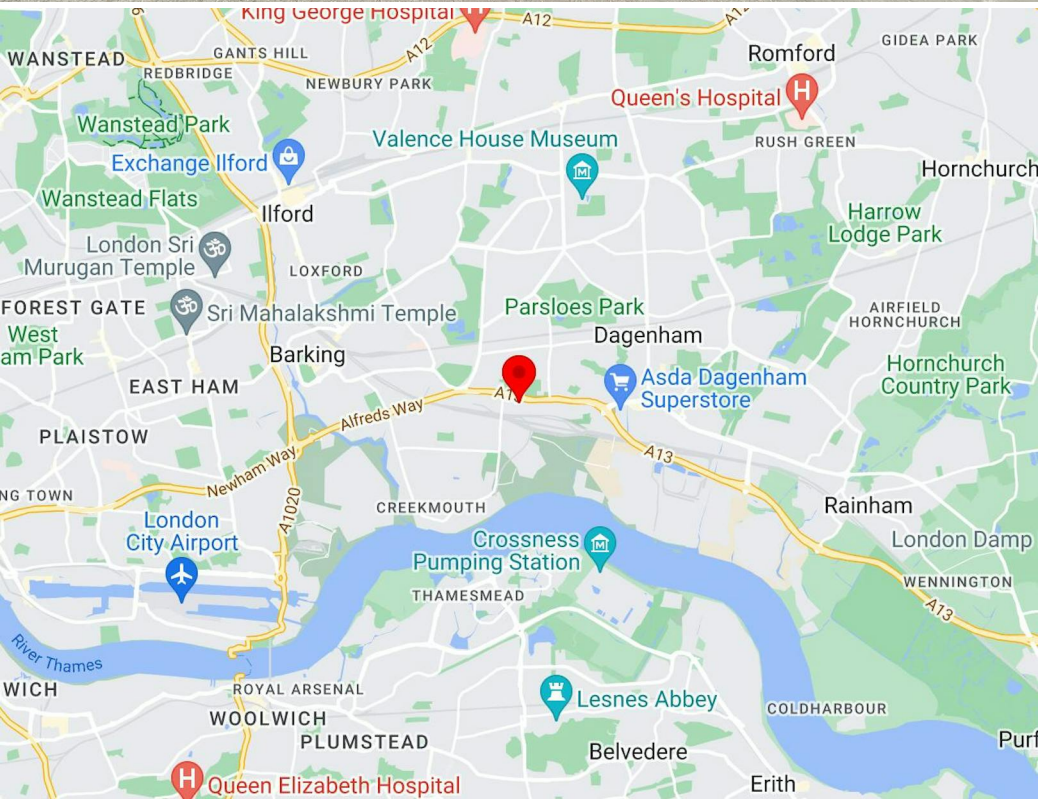 King George Hospital
A12
A12
A12
Romford
GIDEA PARK
WANSTEAD
GANTS HILL
REDBRIDGE
NEWBURY PARK
Queen's Hospital
Wanstead Park
Valence House Museum
RUSH GREEN
Exchange Ilford
Hornchurch
Wanstead Flats
Ilford
Harrow
Lodge Park
London Sri
Murugan Temple
LOXFORD
FOREST GATE
Sri Mahalakshmi Temple
Parsloes Park
AIRFIELD
HORNCHURCH
West
am Park
Dagenham
Barking
Hornchurch
Country Park
EAST HAM
Asda Dagenham
Superstore
Alfreds Way
PLAISTOW
Newham Way
A13
NG TOWN
A1020
CREEKMOUTH
Rainham
London
City Airport
Crossness
Pumping Station
London Damp
THAMESMEAD
WENNINGTON
A13
River Thames
WICH
ROYAL ARSENAL
Lesnes Abbey
COLDHARBOUR
WOOLWICH
PLUMSTEAD
Belvedere
Purf
Queen Elizabeth Hospital
Erith